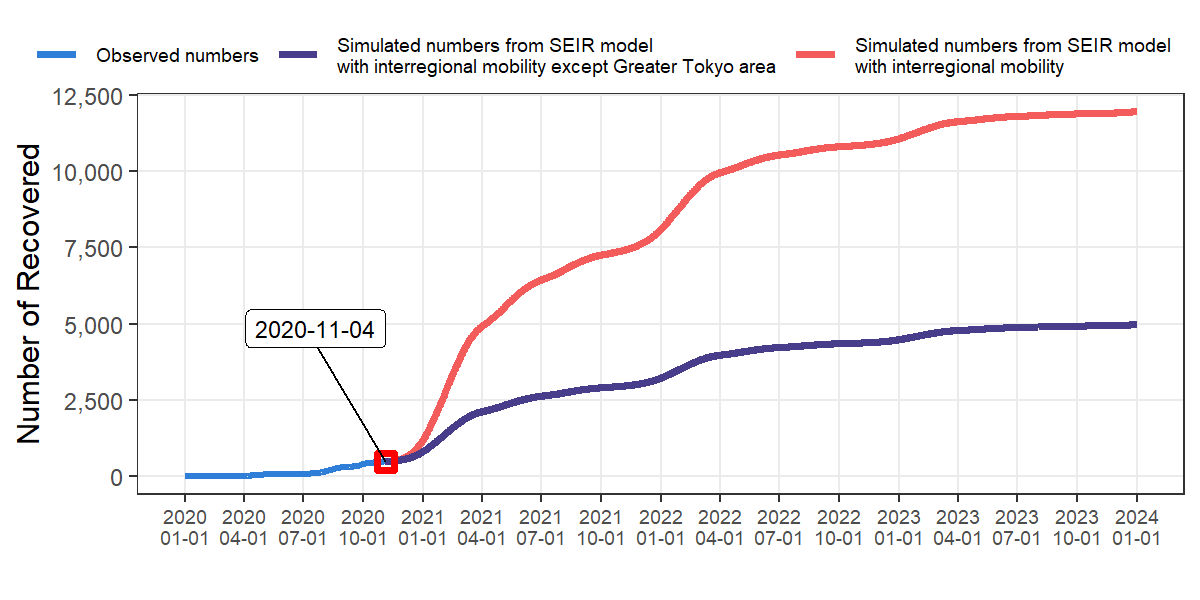 Observed numbers
Simulated numbers from SEIR model
with interregional mobility except Greater Tokyo area
Simulated numbers from SEIR model
with interregional mobility
Number of Recovered
12,500
10,000
7,500
5,000
2,500
0
2020-11-04
2020 2020 2020 2020 2021 2021 2021 2021 2022 2022 2022 2022 2023 2023 2023 2023 2024
01-01 04-01 07-01 10-01 01-01 04-01 07-01 10-01 01-01 04-01 07-01 10-01 01-01 04-01 07-01 10-01 01-01